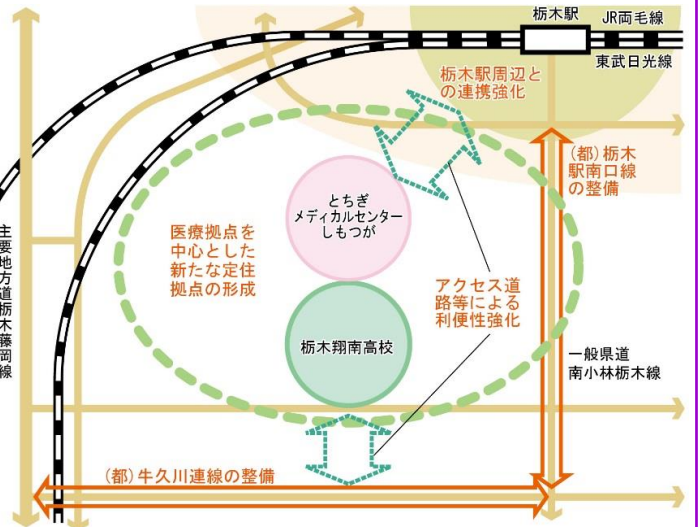 栃木駅
JR両毛線
東武日光線
栃木駅周辺と
の連携強化
(都)栃木
駅南口線
の整備
とちぎ
メディカルセンター
しもつが
医療拠点を
中心とした
新たな定住
拠点の形成
主要地方道栃木藤岡線
アクセス道
路等による
利便性強化
栃木翔南高校
一般県道
南小林栃木線
(都)牛久川連線の整備